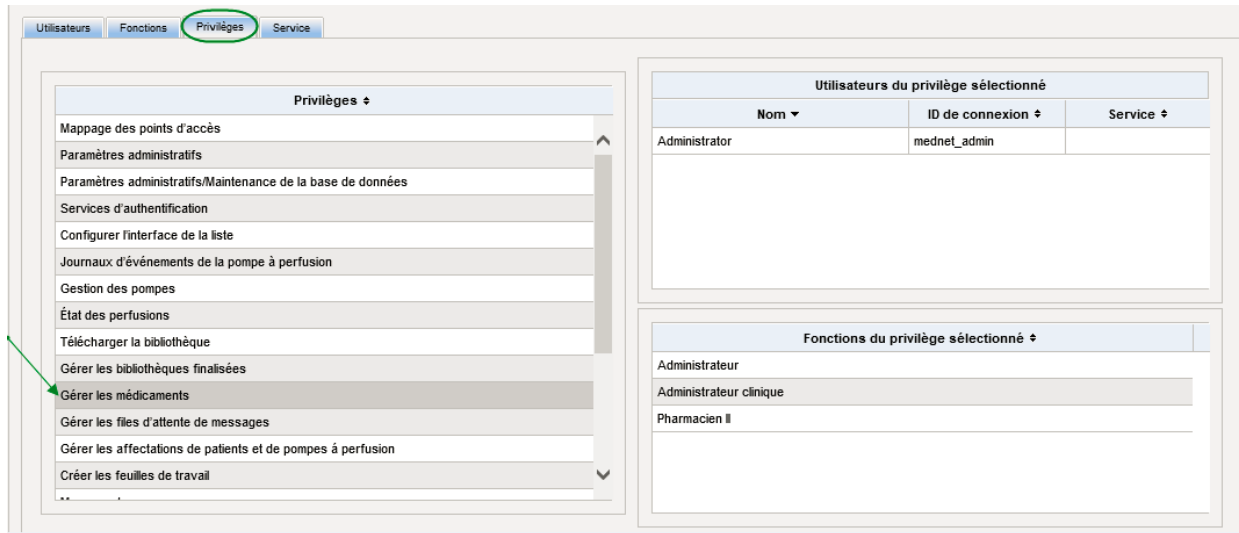 Utilisateurs Fonctions Privilèges Service
Privilèges
Mappage des points d'accès
Paramètres administratifs
Paramètres administratifs/Maintenance de la base de données
Services d'authentification
Configurer l'interface de la liste
Journaux d'événements de la pompe à perfusion
Gestion des pompes
État des perfusions
Télécharger la bibliothèque
Gérer les bibliothèques finalisées
Gérer les médicaments
Gérer les files d'attente de messages
Gérer les affectations de patients et de pompes á perfusion
Créer les feuilles de travail
Utilisateurs du privilège sélectionné
Nom ID de connexion Service
Administrator mednet_admin
Fonctions du privilège sélectionné
Administrateur
Administrateur clinique
Pharmacien II